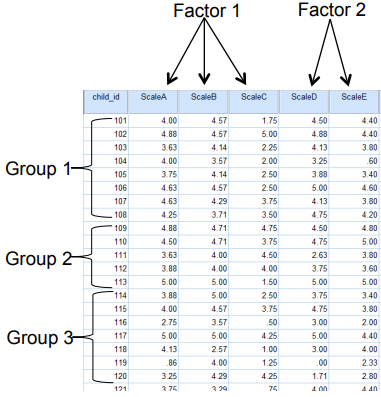 Factor 1 Factor 2
child_id ScaleA ScaleB ScaleC ScaleD ScaleE
101 4.00 4.57 1.75 4.50 4.40
102 4.88 4.57 5.00 4.88 4.40
103 3.63 4.14 2.25 4.13 3.80
104 4.00 3.57 2.00 3.25 .60
Group 1
105 3.75 4.14 2.50 3.88 3.40
106 4.63 4.57 2.50 5.00 4.60
107 4.63 4.29 3.75 4.13 3.80
108 4.25 3.71 3.50 4.75 4.20
109 4.88 4.71 4.75 4.50 4.80
110 4.50 4.71 3.75 4.75 5.00
Group 2
111 3.63 4.00 4.50 2.63 3.80
112 3.88 4.00 4.00 3.75 3.60
113 5.00 5.00 1.50 5.00 5.00
114 3.88 5.00 2.50 3.75 3.40
115 4.00 4.57 3.75 4.75 3.80
116 2.75 3.57 .50 3.00 2.00
Group 3
117 5.00 5.00 4.25 5.00 4.40
118 4.13 2.57 1.00 3.00 4.00
119 .86 4.00 1.25 .00 2.33
120 3.25 4.29 4.25 1.71 2.80
121 3.75 3.29 .75 4.00 4.40